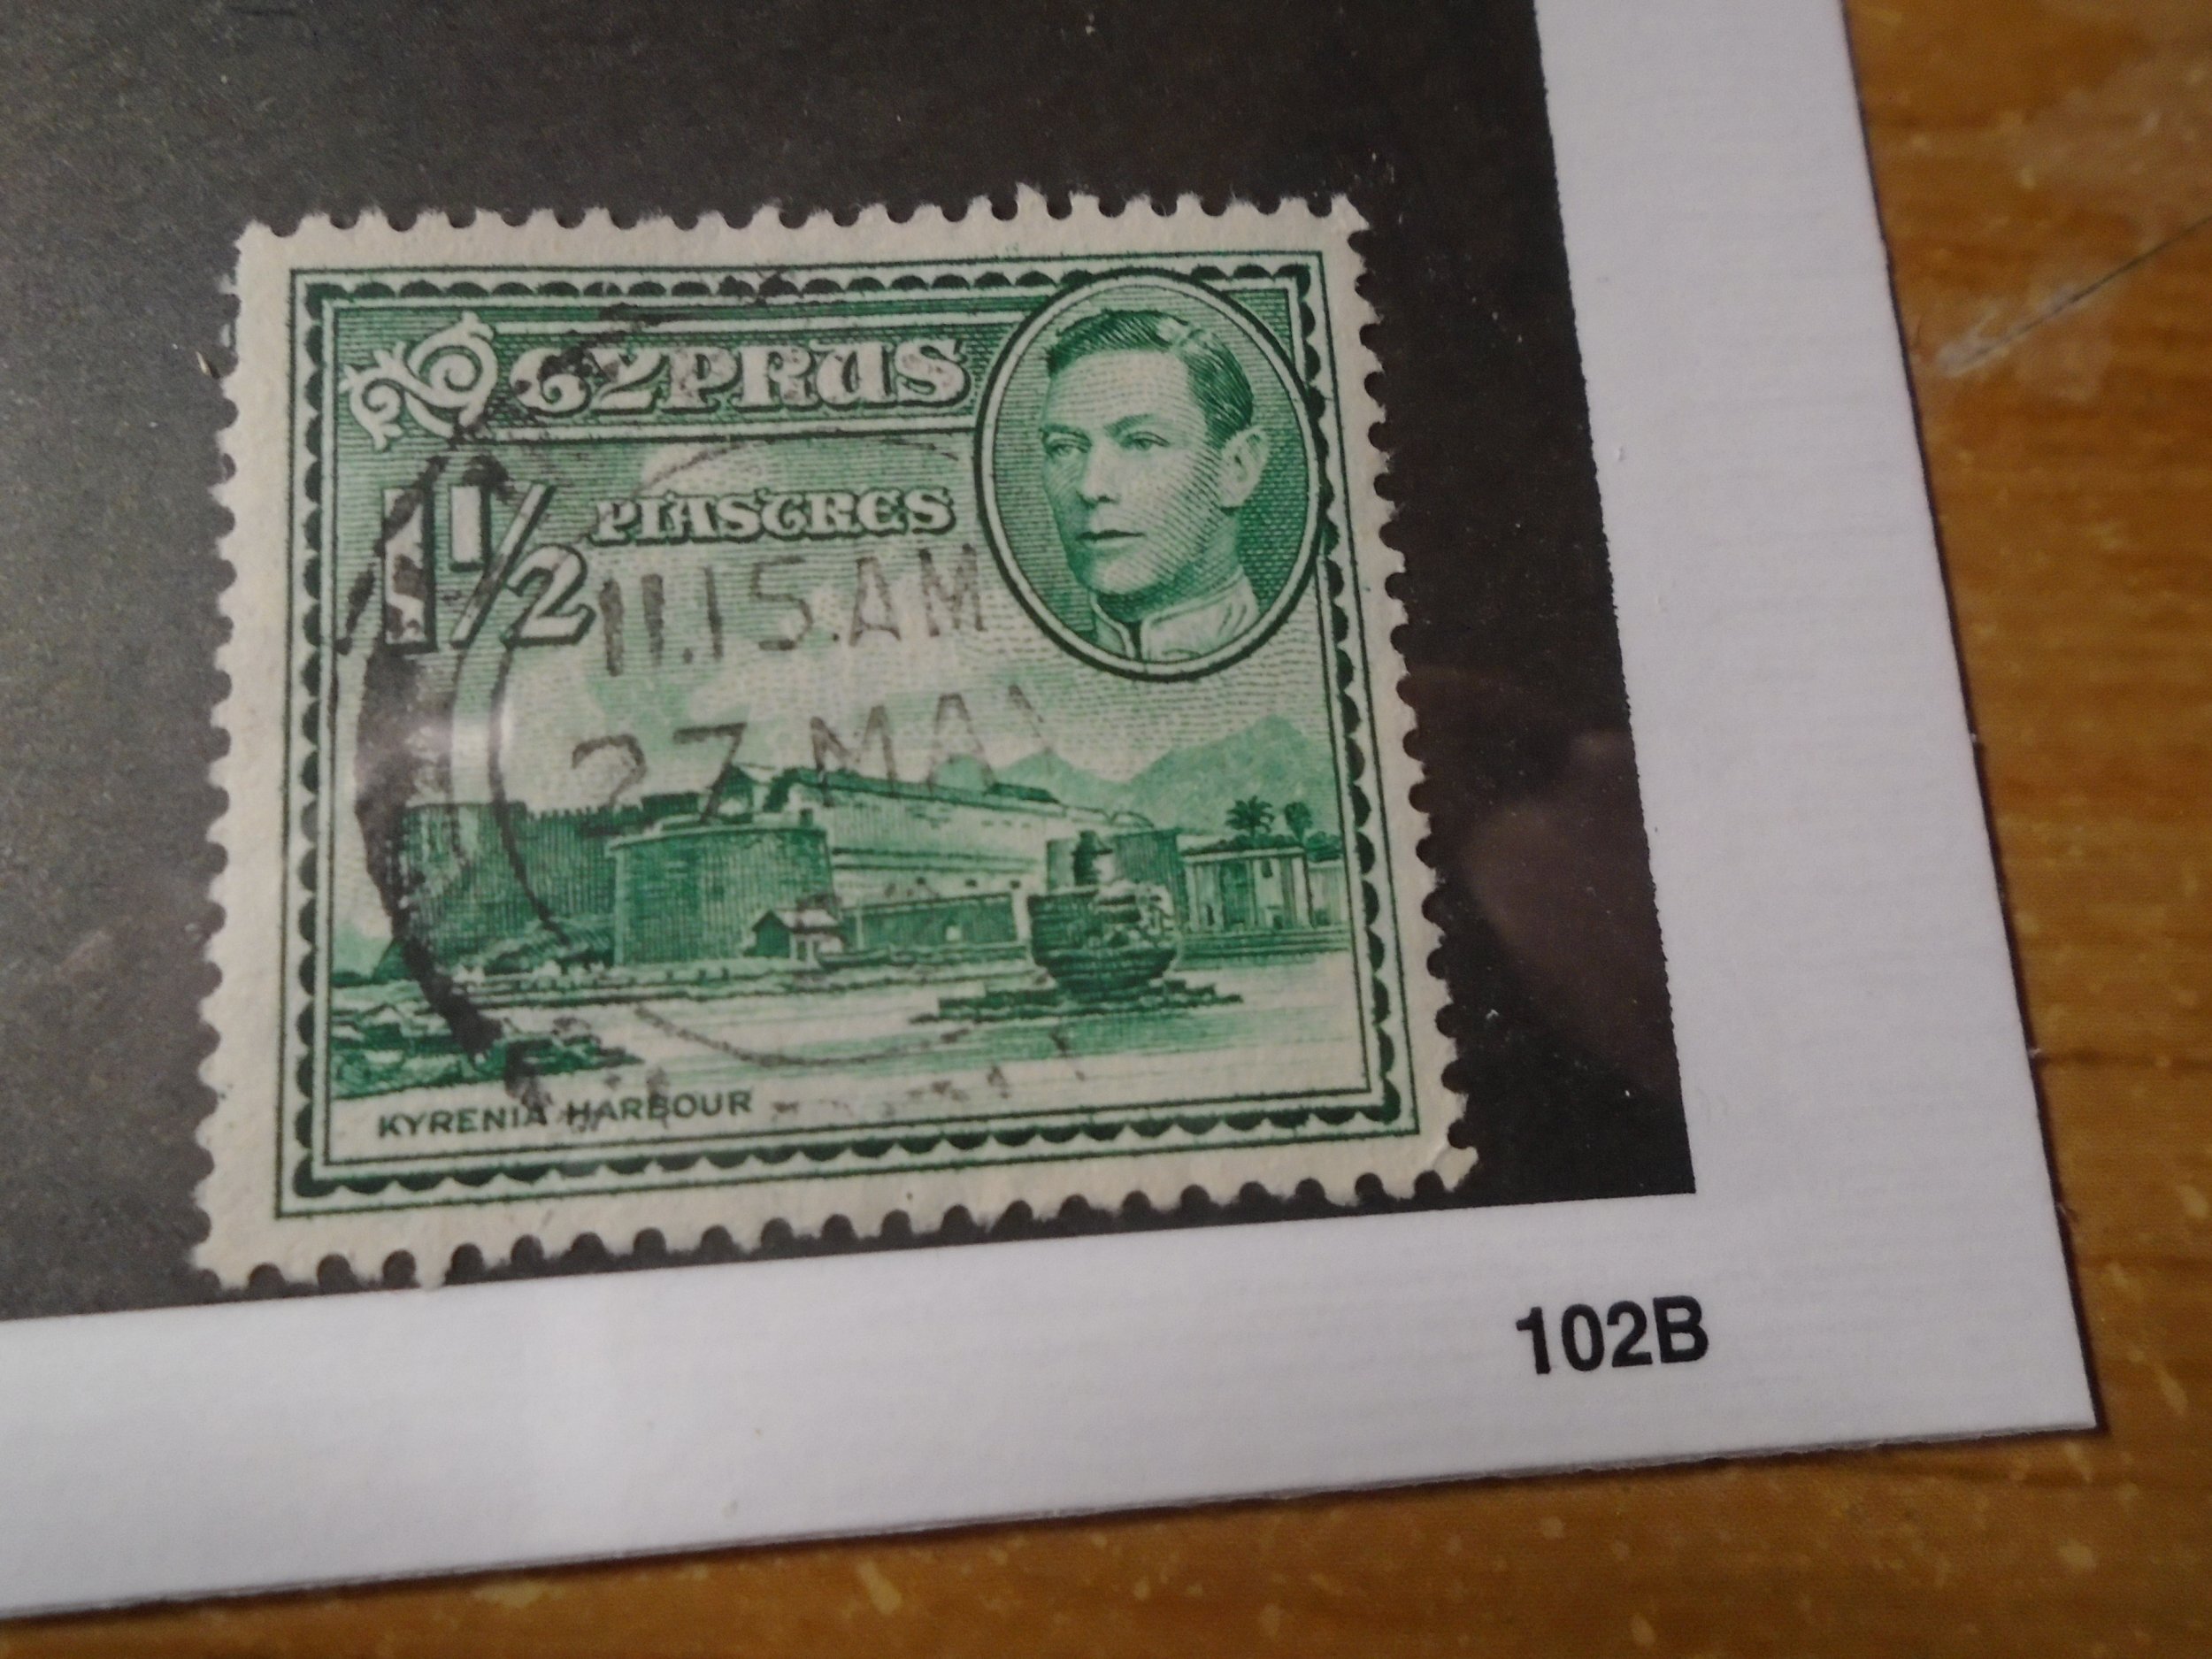 CYPRUS
1½ PIASTRES
11.15.AM
27 MAY
KYRENIA HARBOUR
102B